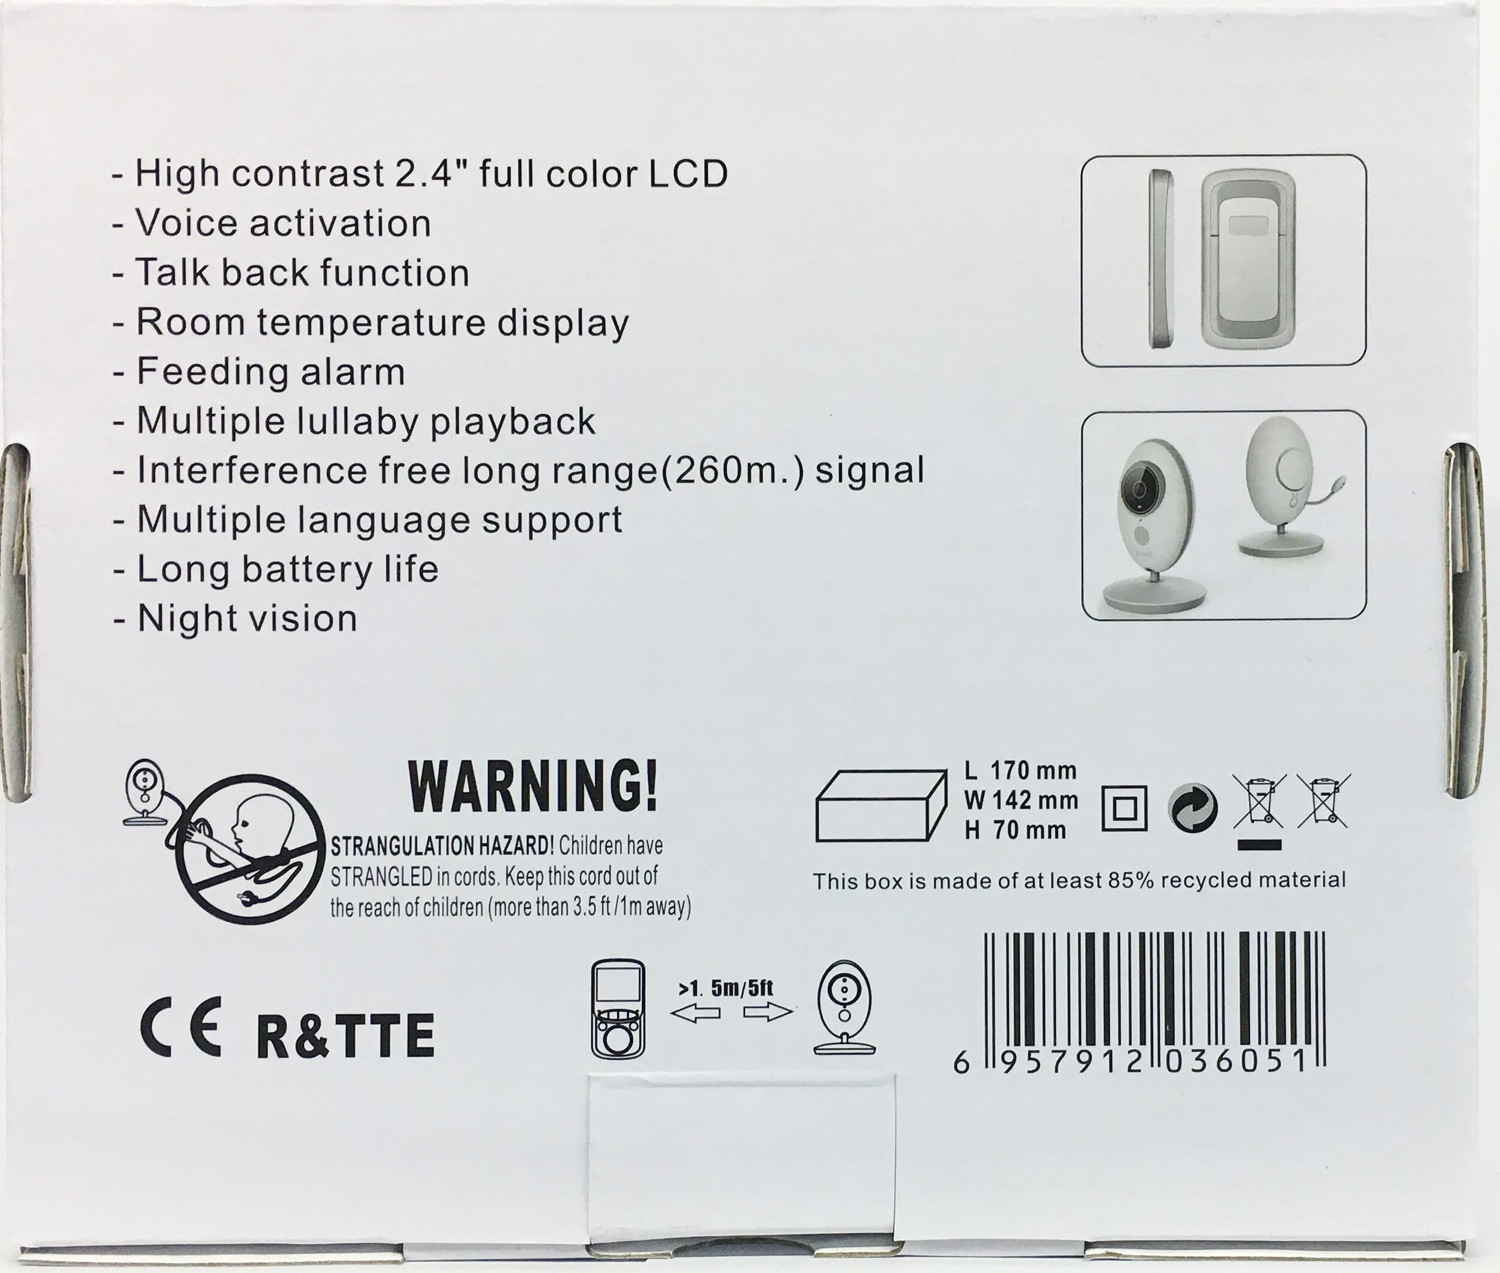 - High contrast 2.4" full color LCD
- Voice activation
- Talk back function
- Room temperature display
- Feeding alarm
- Multiple lullaby playback
- Interference free long range(260m.) signal
- Multiple language support
- Long battery life
- Night vision
WARNING!
STRANGULATION HAZARD! Children have
STRANGLED in cords. Keep this cord out of
the reach of children (more than 3.5 ft /1m away)
L 170 mm
W 142 mm
H 70 mm
This box is made of at least 85% recycled material
CE R&TTE
>1. 5m/5ft
6 957912 036051